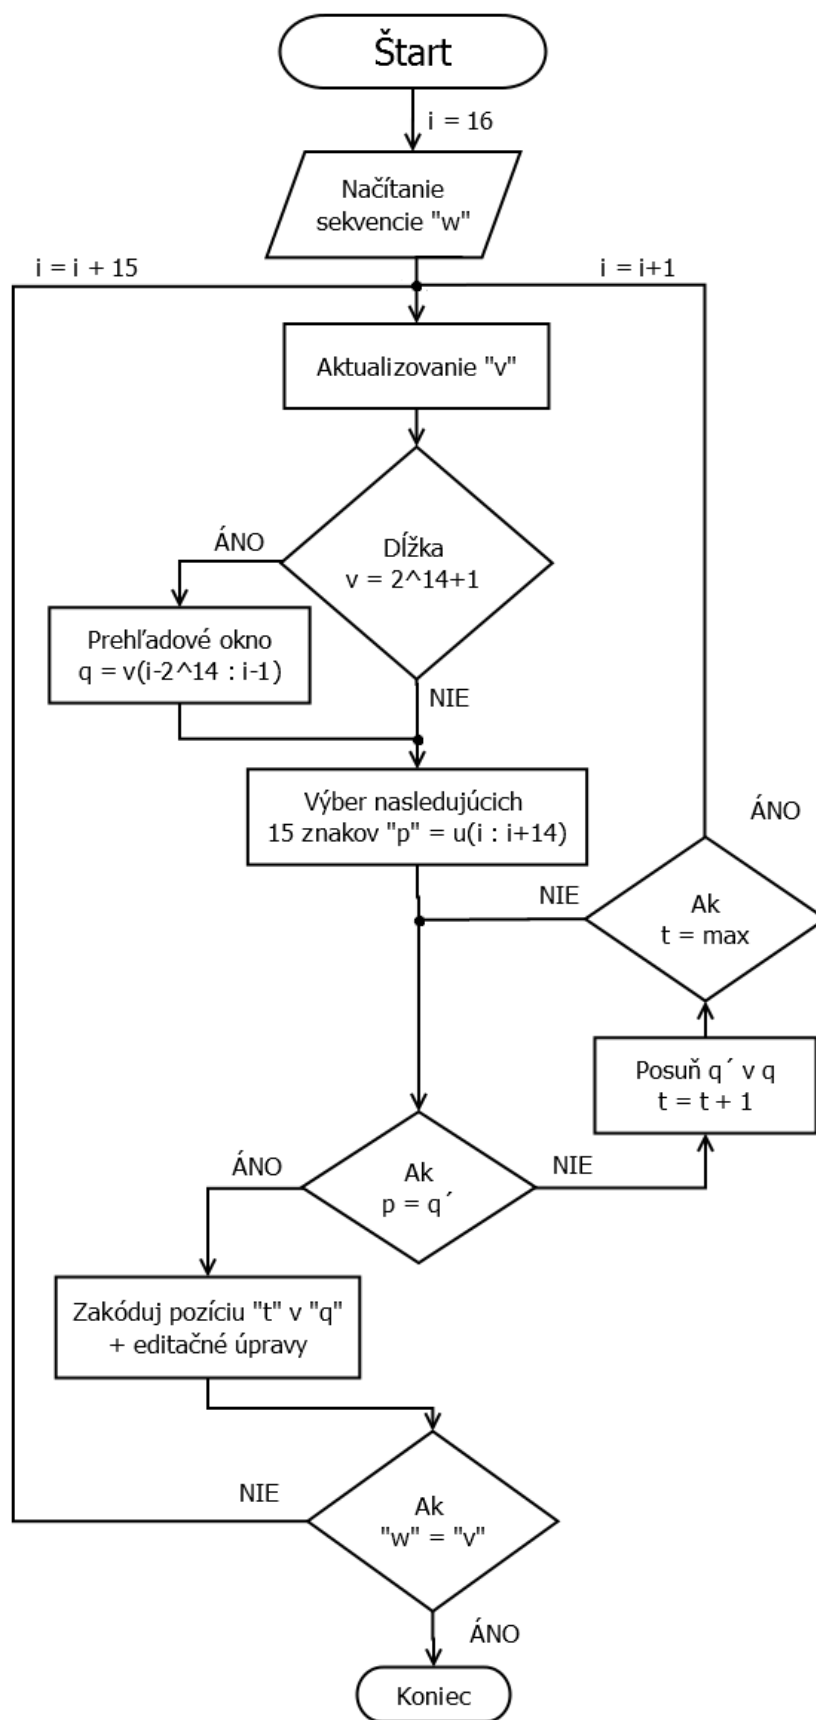 Štart
i = 16
Načítanie
sekvencie "w"
i = i + 15
i = i+1
Aktualizovanie "v"
ÁNO
Dĺžka
v = 2^14+1
Prehľadové okno
q = v(i-2^14 : i-1)
NIE
Výber nasledujúcich
15 znakov "p" = u(i : i+14)
ÁNO
NIE
Ak
t = max
Posuň q´ v q
t = t + 1
ÁNO
Ak
p = q´
NIE
Zakóduj pozíciu "t" v "q"
+ editačné úpravy
NIE
Ak
"w" = "v"
ÁNO
Koniec